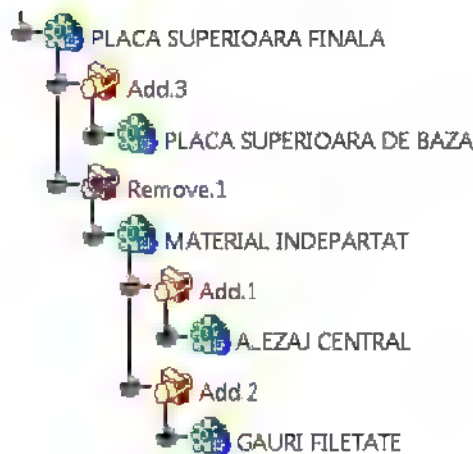 PLACA SUPERIOARA FINALA
Add.3
PLACA SUPERIOARA DE BAZA
Remove.1
MATERIAL INDEPARTAT
Add.1
ALEZAJ CENTRAL
Add.2
GAURI FILETATE